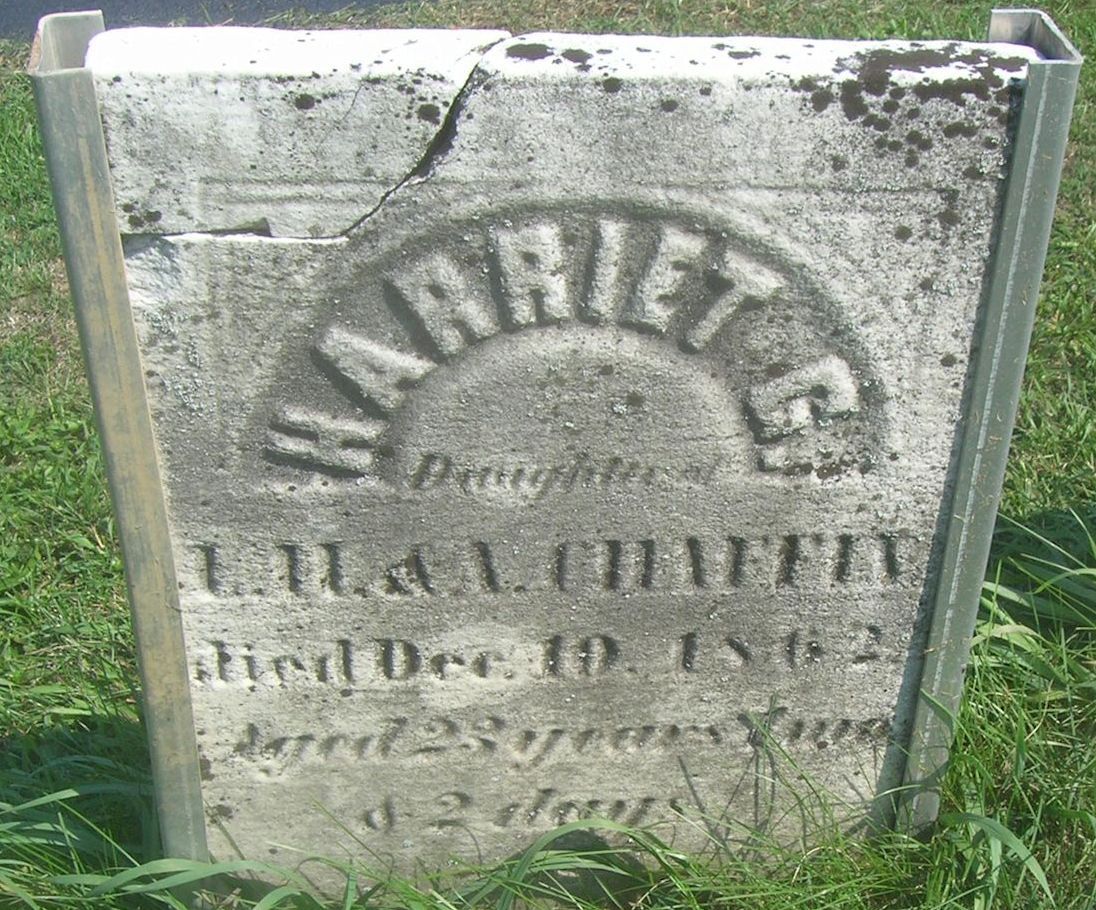 HARRIET G.
Daughter of
L. H. & A. CHAFFIN
died Dec. 10. 1862.
Aged 23 years
& 2 days